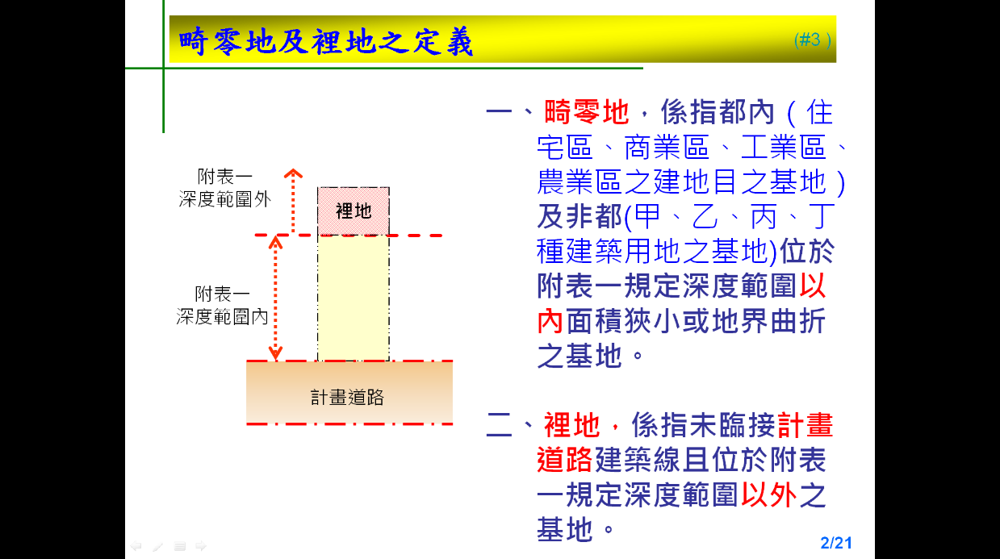 畸零地及裡地之定義
(#3 )
附表一
深度範圍外
裡地
附表一
深度範圍內
計畫道路
一、畸零地，係指都內（住
宅區、商業區、工業區、
農業區之建地目之基地）
及非都(甲、乙、丙、丁
種建築用地之基地)位於
附表一規定深度範圍以
內面積狹小或地界曲折
之基地。
二、裡地，係指未臨接計畫
道路建築線且位於附表
一規定深度範圍以外之
基地。
2/21